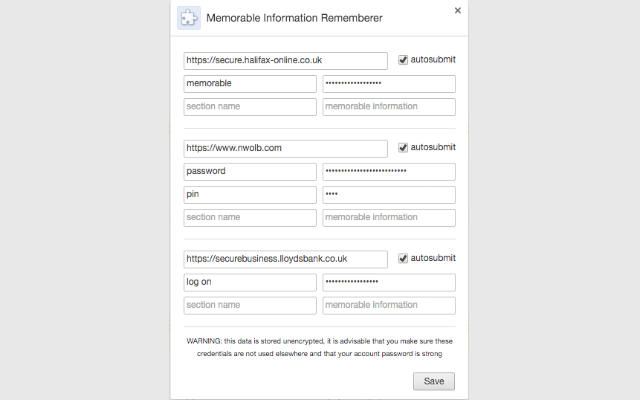 Memorable Information Rememberer
https://secure.halifax-online.co.uk autosubmit
memorable ••••••••••••••••••
section name memorable information
https://www.nwolb.com autosubmit
password ••••••••••••••••••••••••••
pin ••••
section name memorable information
https://securebusiness.lloydsbank.co.uk autosubmit
log on •••••••••••••••••
section name memorable information
WARNING: this data is stored unencrypted, it is advisable that you make sure these
credentials are not used elsewhere and that your account password is strong
Save